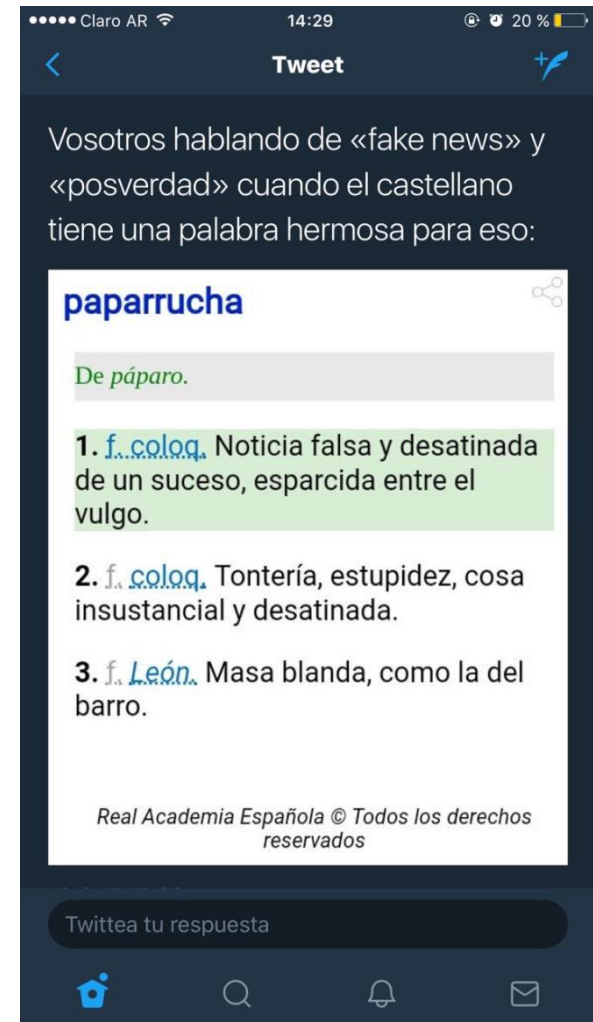 Claro AR 14:29 20 %
Tweet
Vosotros hablando de «fake news» y
«posverdad» cuando el castellano
tiene una palabra hermosa para eso:
paparrucha
De páparo.
1. f. coloq. Noticia falsa y desatinada
de un suceso, esparcida entre el
vulgo.
2. f. coloq. Tontería, estupidez, cosa
insustancial y desatinada.
3. f. León. Masa blanda, como la del
barro.
Real Academia Española © Todos los derechos
reservados
Twittea tu respuesta